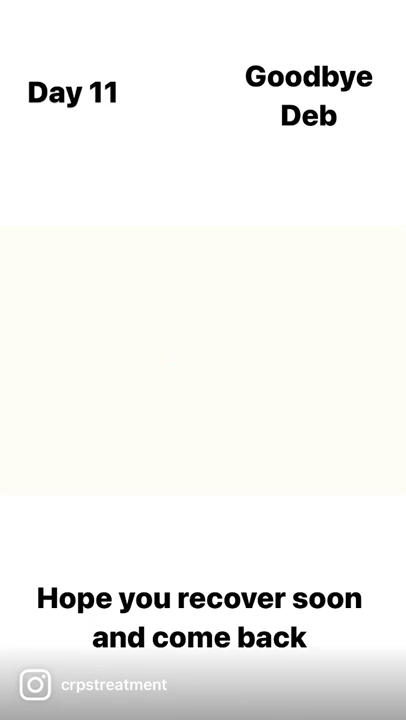 Day 11
Goodbye
Deb
Hope you recover soon
and come back
crpstreatment